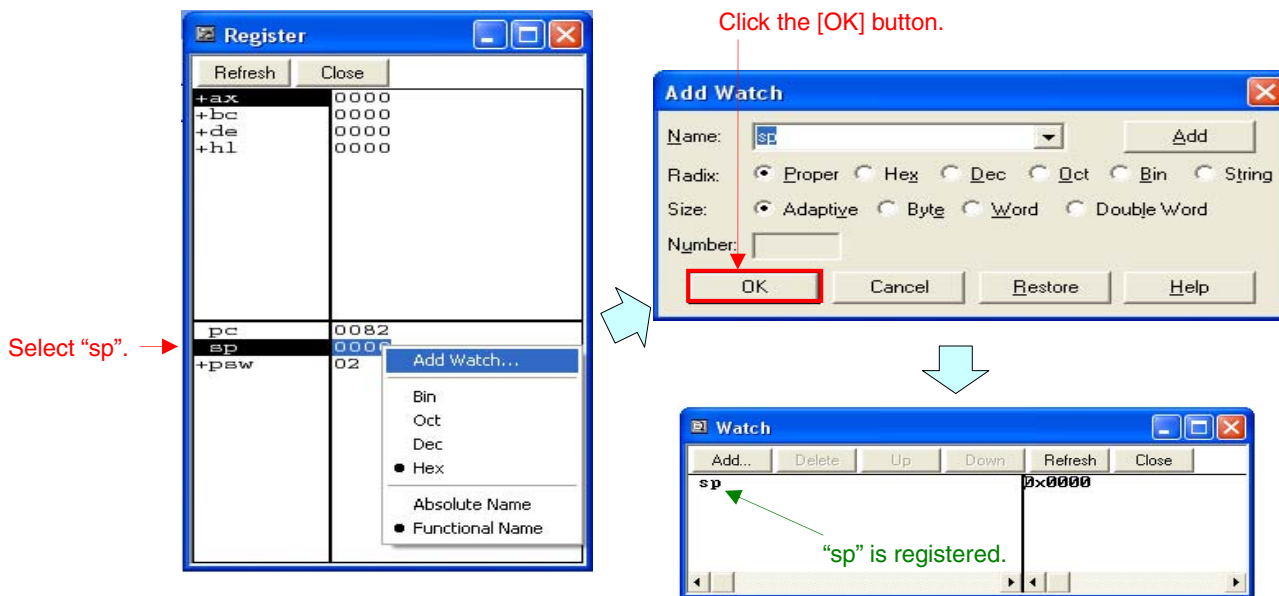 Click the [OK] button.
Register
Refresh Close
+ax 0000
+bc 0000
+de 0000
+hl 0000
pc 0082
sp 000
+psw 02
Select “sp”.
Add Watch...
Bin
Oct
Dec
Hex
Absolute Name
Functional Name
Add Watch
Name: sp Add
Radix: Proper Hex Dec Oct Bin String
Size: Adaptive Byte Word Double Word
Number:
OK Cancel Restore Help
Watch
Add... Delete Up Down Refresh Close
sp 0x0000
“sp” is registered.